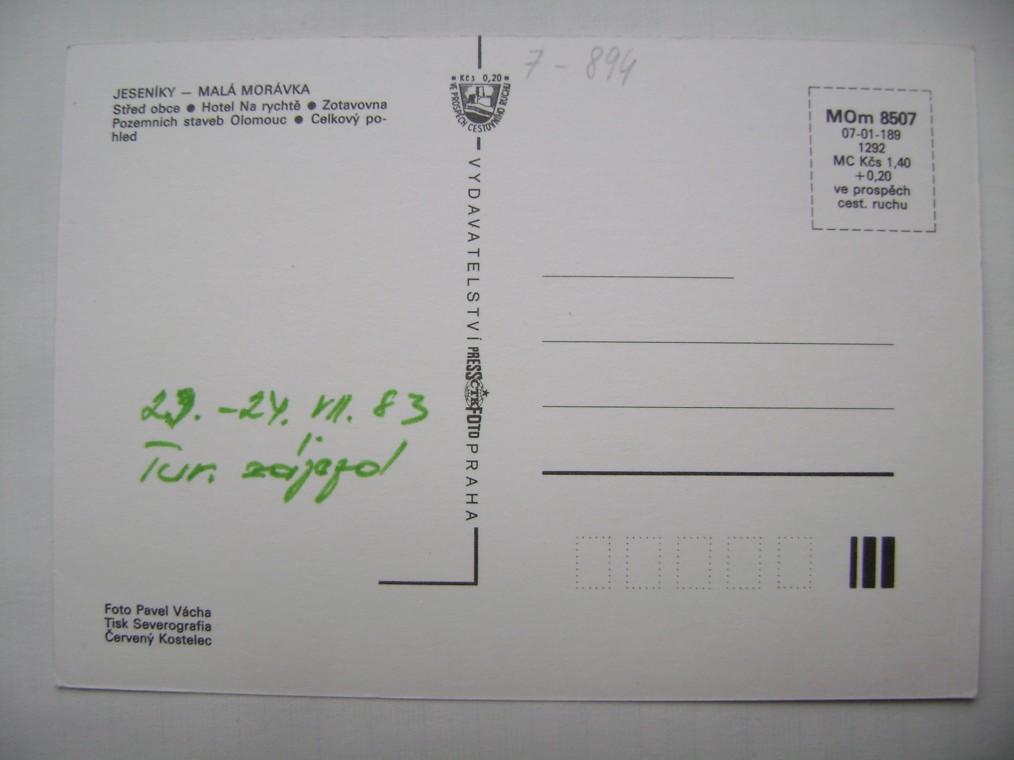 7 - 894
JESENÍKY — MALÁ MORÁVKA
Střed obce ● Hotel Na rychtě ● Zotavovna
Pozemních staveb Olomouc ● Celkový po-
hled
Kčs 0,20
VE PROSPĚCH CESTOVNÍHO RUCHU
VYDAVATELSTVÍ PRESSFOTO PRAHA
ČTK
MOm 8507
07-01-189
1292
MC Kčs 1,40
+0,20
ve prospěch
cest. ruchu
23. -24. VII. 83
Tur. zájezd
Foto Pavel Vácha
Tisk Severografia
Červený Kostelec